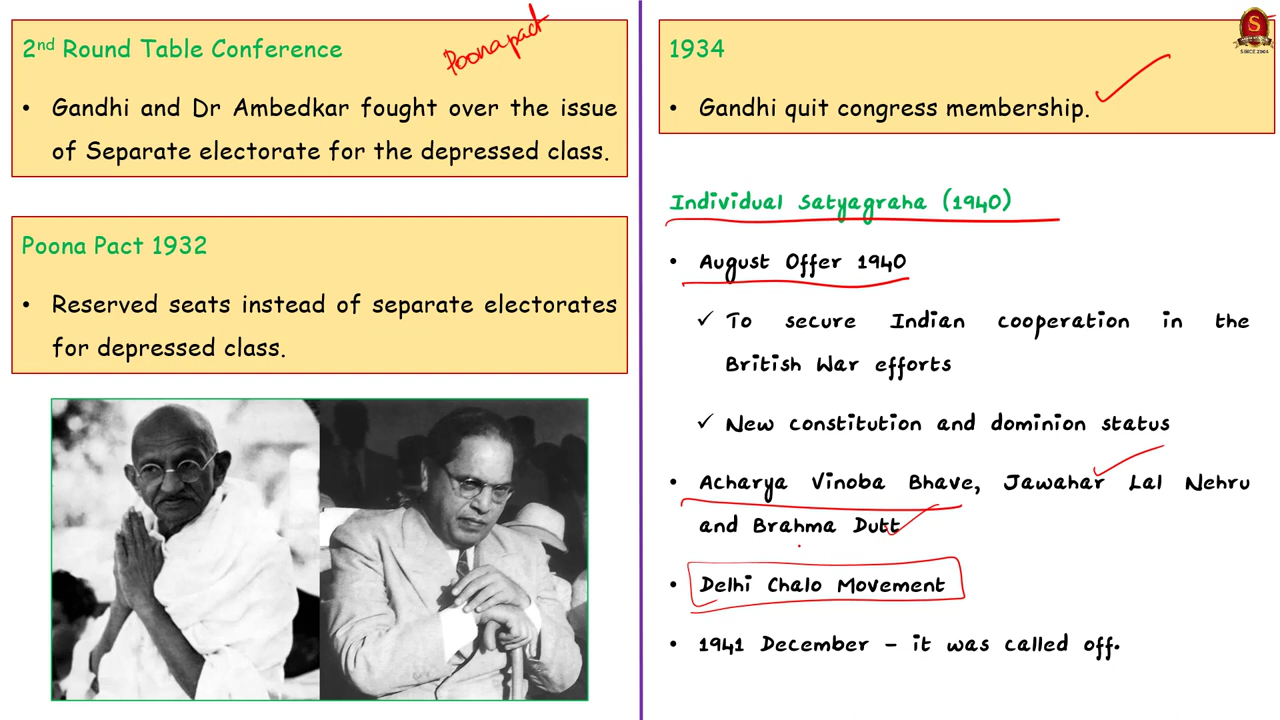 2nd Round Table Conference
Poona pact
• Gandhi and Dr Ambedkar fought over the issue
of Separate electorate for the depressed class.
Poona Pact 1932
• Reserved seats instead of separate electorates
for depressed class.
1934
• Gandhi quit congress membership.
S
SINCE 2004
Individual Satyagraha (1940)
• August Offer 1940
✓ To secure Indian cooperation in the
British War efforts
✓ New constitution and dominion status
• Acharya Vinoba Bhave, Jawahar Lal Nehru
and Brahma Dutt
• Delhi Chalo Movement
• 1941 December – it was called off.